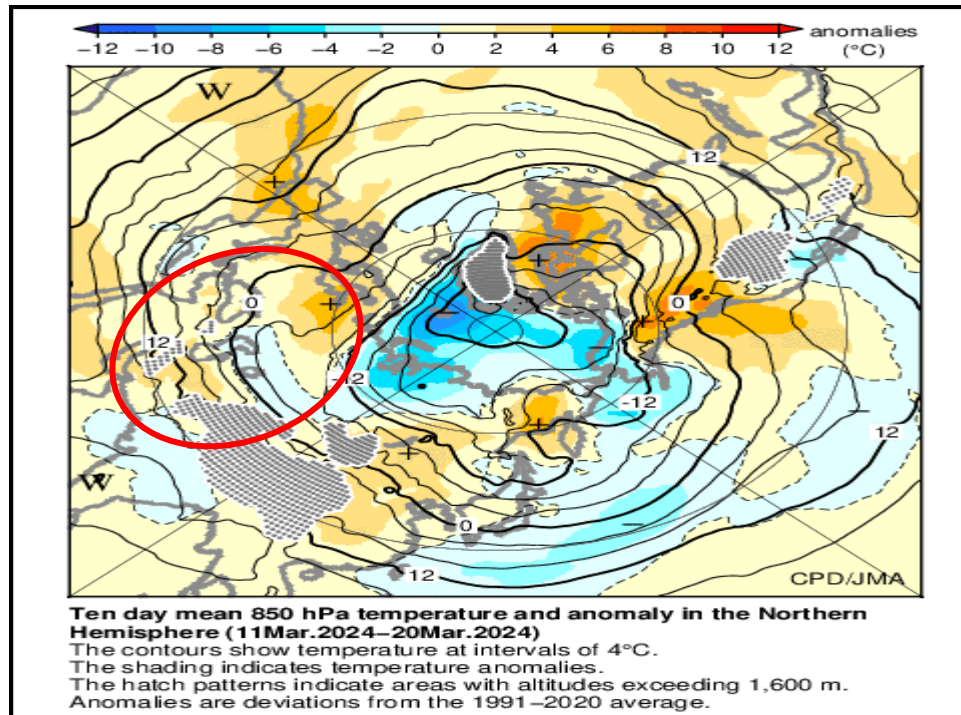 anomalies
−12 −10 −8 −6 −4 −2 0 2 4 6 8 10 12 (°C)
W
12
0
12
0
-12
-12
12
W
0
12
CPD/JMA
Ten day mean 850 hPa temperature and anomaly in the Northern
Hemisphere (11Mar.2024−20Mar.2024)
The contours show temperature at intervals of 4°C.
The shading indicates temperature anomalies.
The hatch patterns indicate areas with altitudes exceeding 1,600 m.
Anomalies are deviations from the 1991−2020 average.